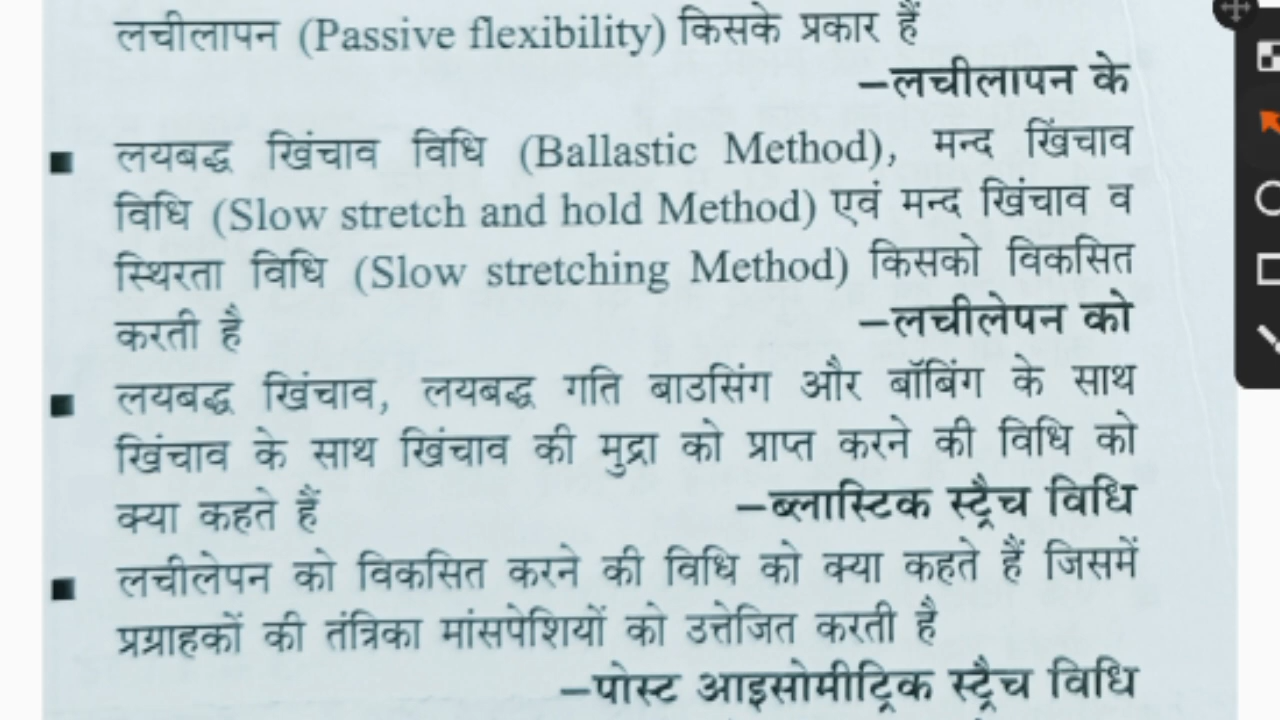 लचीलापन (Passive flexibility) किसके प्रकार हैं
–लचीलापन के
■ लयबद्ध खिंचाव विधि (Ballastic Method), मन्द खिंचाव
विधि (Slow stretch and hold Method) एवं मन्द खिंचाव व
स्थिरता विधि (Slow stretching Method) किसको विकसित
करती है –लचीलेपन को
■ लयबद्ध खिंचाव, लयबद्ध गति बाउसिंग और बॉबिंग के साथ
खिंचाव के साथ खिंचाव की मुद्रा को प्राप्त करने की विधि को
क्या कहते हैं –ब्लास्टिक स्ट्रैच विधि
■ लचीलेपन को विकसित करने की विधि को क्या कहते हैं जिसमें
प्रग्राहकों की तंत्रिका मांसपेशियों को उत्तेजित करती है
–पोस्ट आइसोमीट्रिक स्ट्रैच विधि